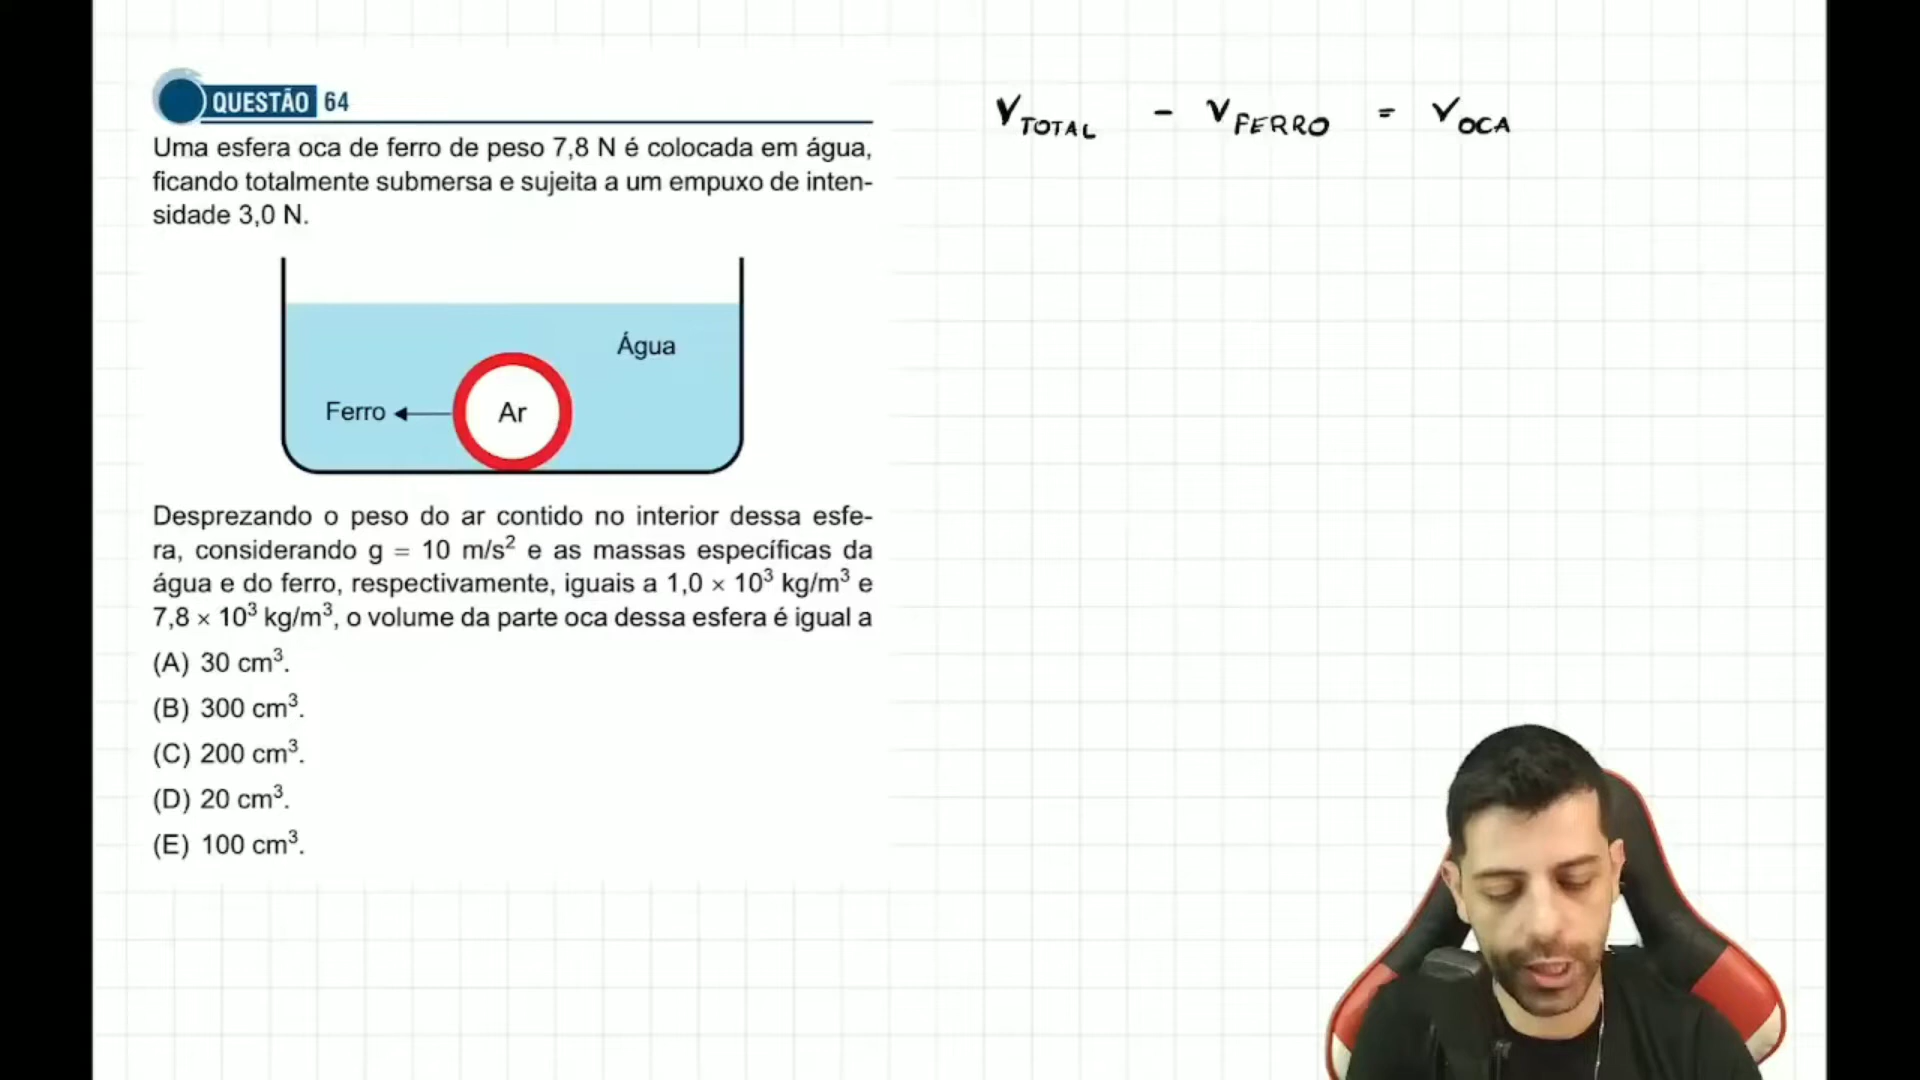 QUESTÃO 64
Uma esfera oca de ferro de peso 7,8 N é colocada em água,
ficando totalmente submersa e sujeita a um empuxo de inten-
sidade 3,0 N.
Água
Ferro
Ar
Desprezando o peso do ar contido no interior dessa esfe-
ra, considerando g = 10 m/s² e as massas específicas da
água e do ferro, respectivamente, iguais a 1,0 × 10³ kg/m³ e
7,8 × 10³ kg/m³, o volume da parte oca dessa esfera é igual a
(A) 30 cm³.
(B) 300 cm³.
(C) 200 cm³.
(D) 20 cm³.
(E) 100 cm³.
V TOTAL - V FERRO = V OCA